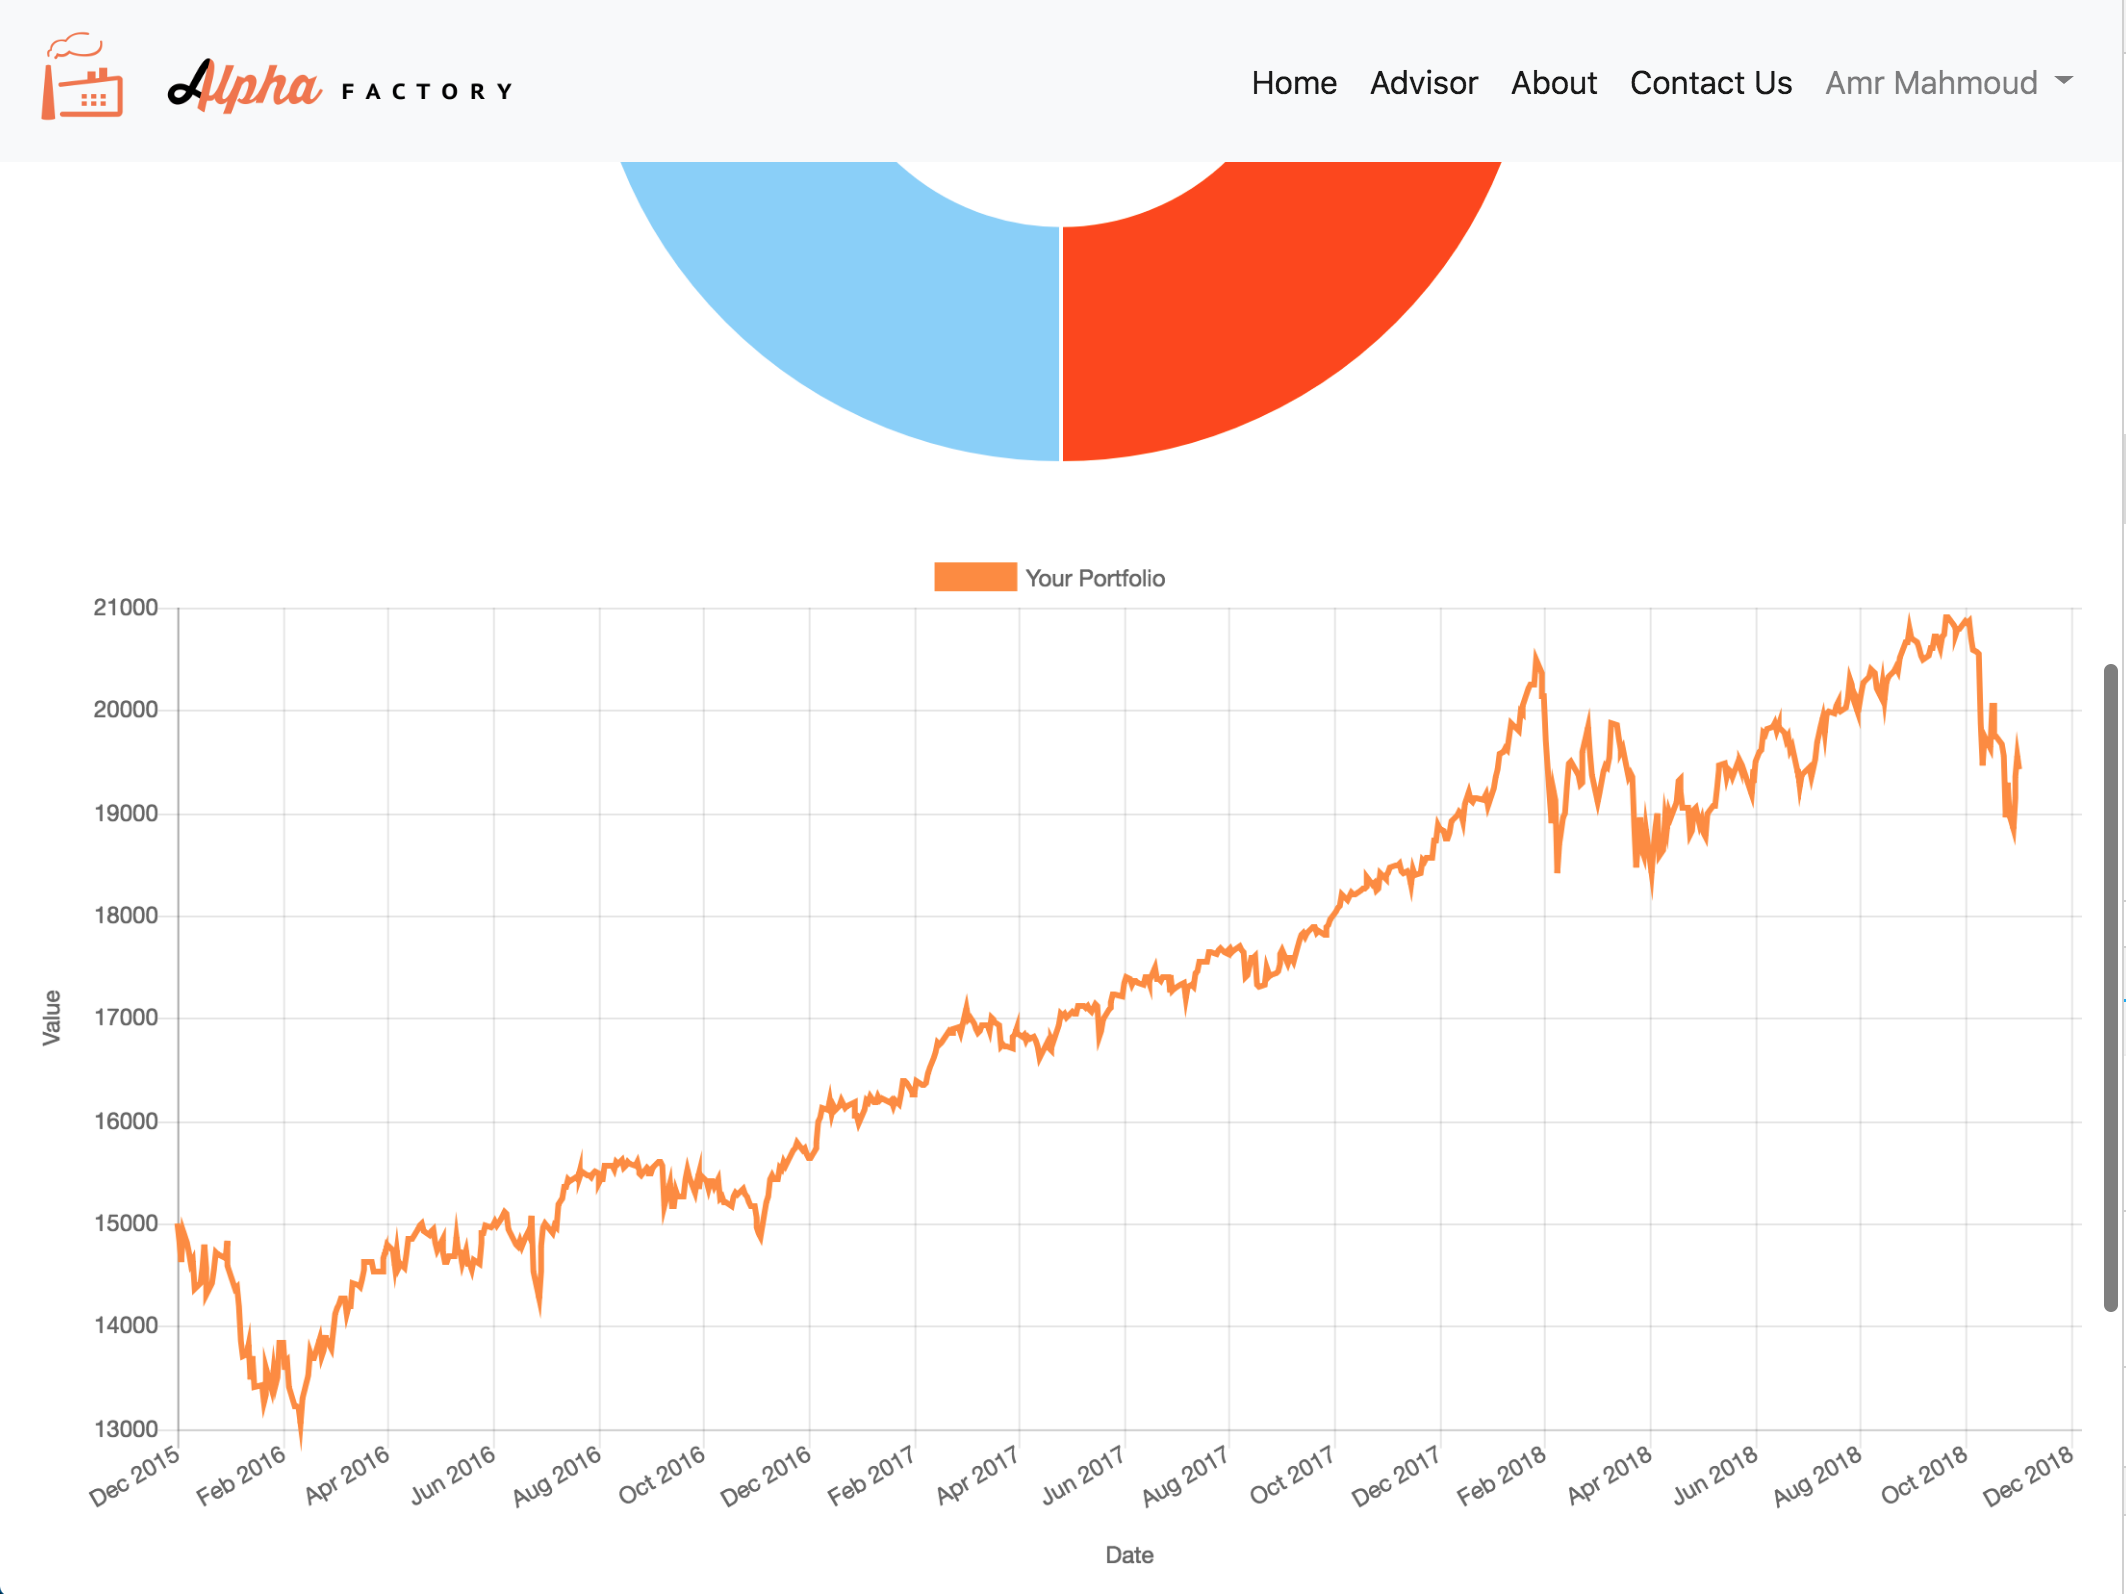 Alpha FACTORY
Home Advisor About Contact Us Amr Mahmoud
Your Portfolio
21000
20000
19000
18000
17000
16000
15000
14000
13000
Value
Dec 2015 Feb 2016 Apr 2016 Jun 2016 Aug 2016 Oct 2016 Dec 2016 Feb 2017 Apr 2017 Jun 2017 Aug 2017 Oct 2017 Dec 2017 Feb 2018 Apr 2018 Jun 2018 Aug 2018 Oct 2018 Dec 2018
Date